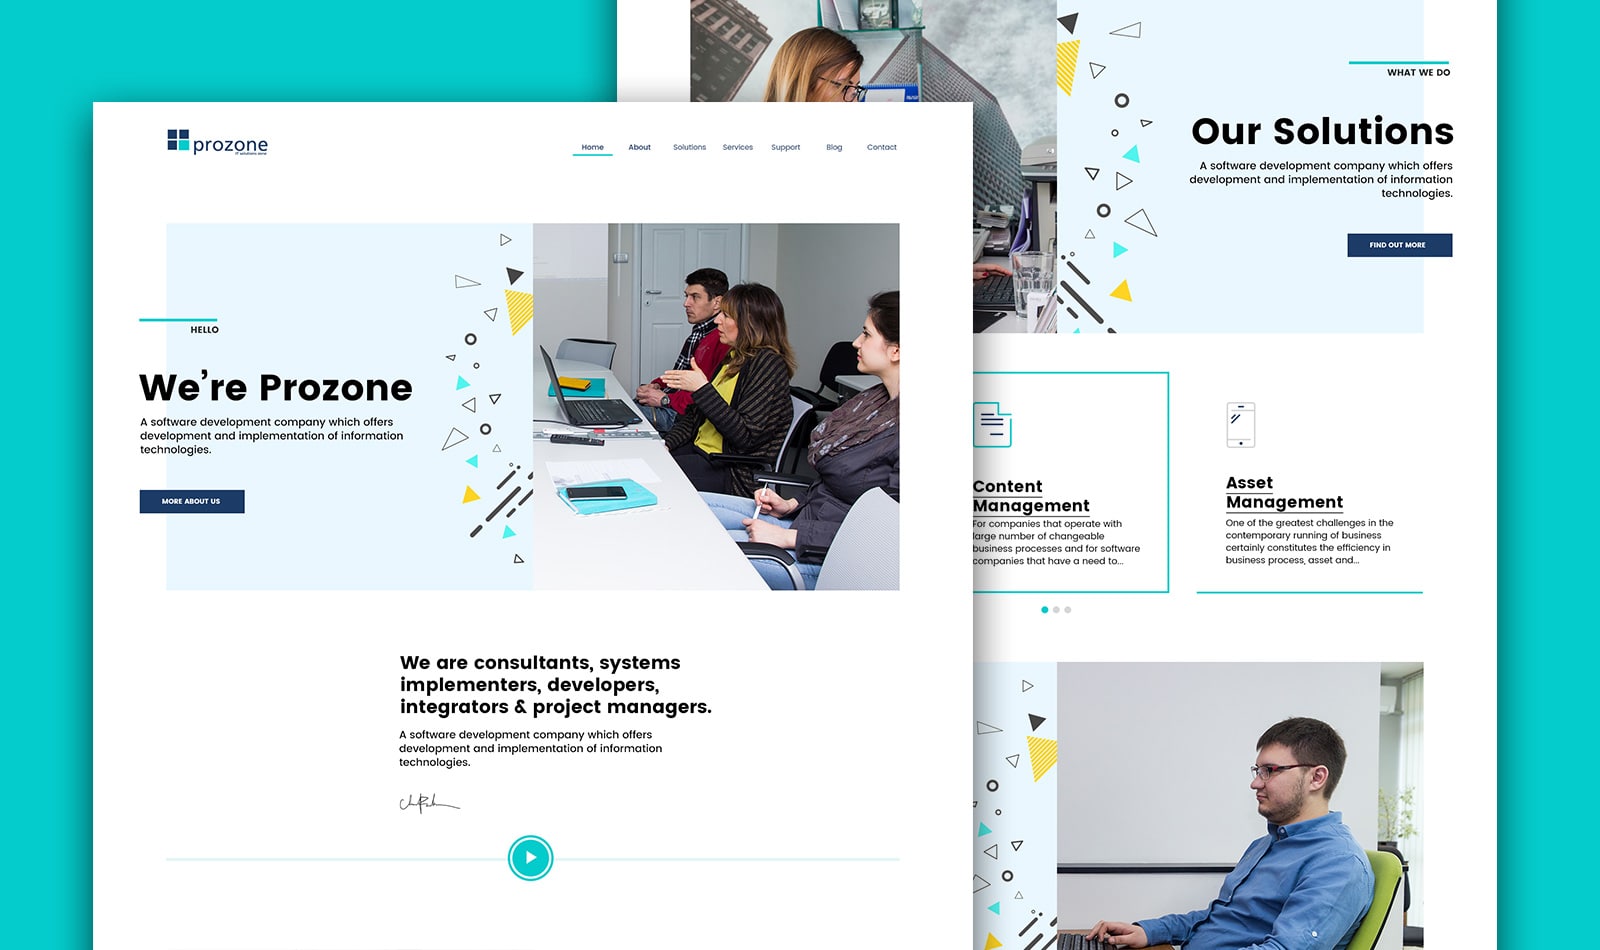 prozone
Home
About
Solutions
Services
Support
Blog
Contact
HELLO
We're Prozone
A software development company which offers
development and implementation of information
technologies.
MORE ABOUT US
We are consultants, systems
implementers, developers,
integrators & project managers.
A software development company which offers
development and implementation of information
technologies.
WHAT WE DO
Our Solutions
A software development company which offers
development and implementation of information
technologies.
FIND OUT MORE
Content
Management
For companies that operate with
large number of changeable
business processes and for software
companies that have a need to...
Asset
Management
One of the greatest challenges in the
contemporary running of business
certainly constitutes the efficiency in
business process, asset and...